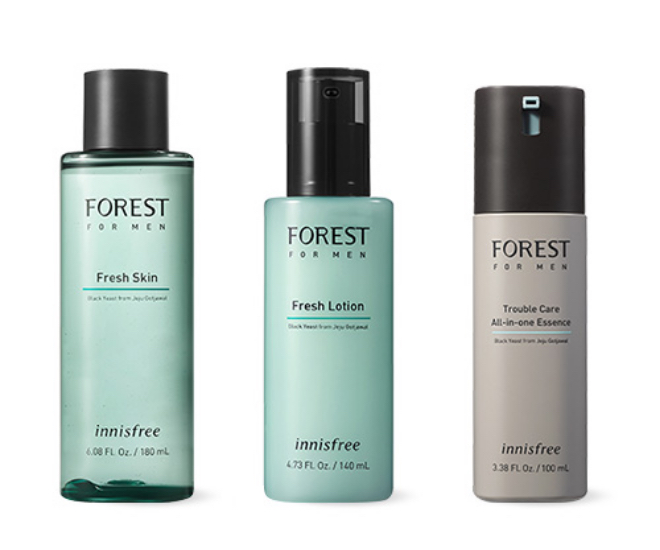 FOREST
FOR MEN
Fresh Skin
Black Yeast from Jeju Gotjawal
innisfree
6.08 Fl. Oz. / 180 mL
FOREST
FOR MEN
Fresh Lotion
Black Yeast from Jeju Gotjawal
innisfree
4.73 Fl. Oz. / 140 mL
FOREST
FOR MEN
Trouble Care
All-in-one Essence
Black Yeast from Jeju Gotjawal
innisfree
3.38 Fl. Oz. / 100 mL